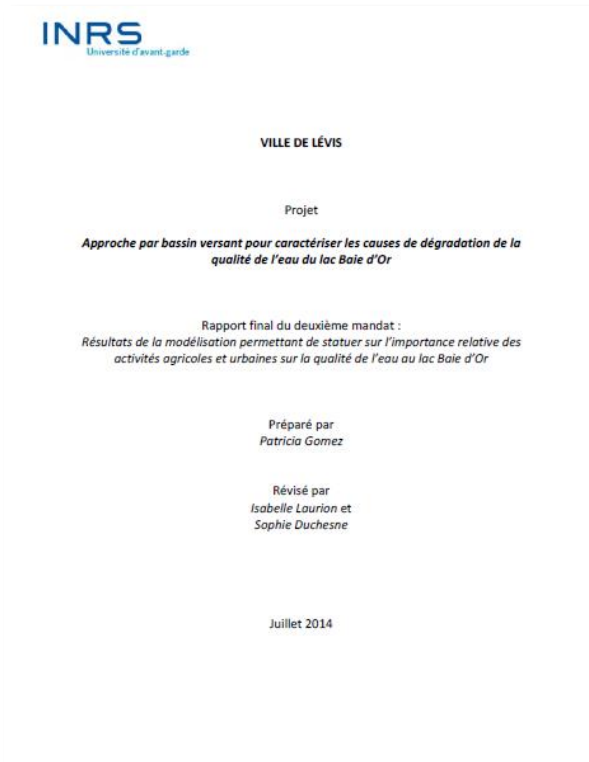 INRS
Université d'avant-garde
VILLE DE LÉVIS
Projet
Approche par bassin versant pour caractériser les causes de dégradation de la
qualité de l'eau du lac Baie d'Or
Rapport final du deuxième mandat :
Résultats de la modélisation permettant de statuer sur l'importance relative des
activités agricoles et urbaines sur la qualité de l'eau au lac Baie d'Or
Préparé par
Patricia Gomez
Révisé par
Isabelle Laurion et
Sophie Duchesne
Juillet 2014